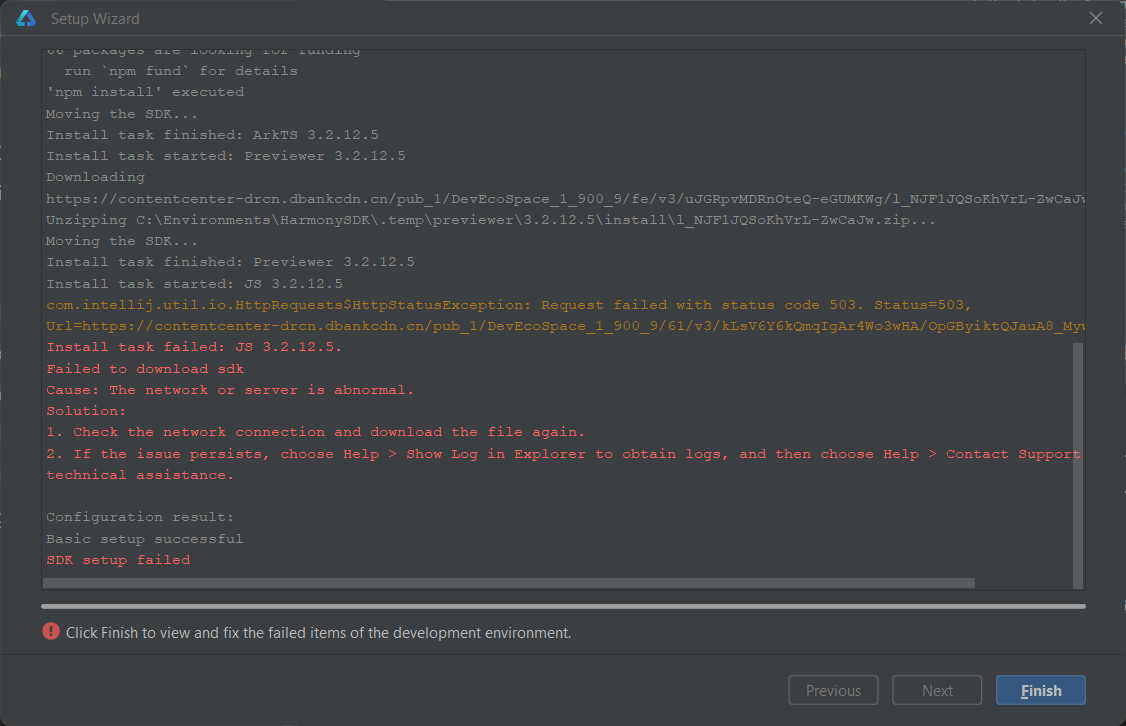 Setup Wizard
66 packages are looking for funding
run `npm fund` for details
'npm install' executed
Moving the SDK...
Install task finished: ArkTS 3.2.12.5
Install task started: Previewer 3.2.12.5
Downloading
https://contentcenter-drcn.dbankcdn.cn/pub_1/DevEcoSpace_1_900_9/fe/v3/uJGRpvMDRnOteQ-eGUMKWg/l_NJF1JQSoKhVrL-ZwCaJw
Unzipping C:\Environments\HarmonySDK\.temp\previewer\3.2.12.5\install\l_NJF1JQSoKhVrL-ZwCaJw.zip...
Moving the SDK...
Install task finished: Previewer 3.2.12.5
Install task started: JS 3.2.12.5
com.intellij.util.io.HttpRequests$HttpStatusException: Request failed with status code 503. Status=503,
Url=https://contentcenter-drcn.dbankcdn.cn/pub_1/DevEcoSpace_1_900_9/61/v3/kLsV6Y6kQmqIgAr4Wo3wHA/OpGByiktQJauA8_Myw
Install task failed: JS 3.2.12.5.
Failed to download sdk
Cause: The network or server is abnormal.
Solution:
1. Check the network connection and download the file again.
2. If the issue persists, choose Help > Show Log in Explorer to obtain logs, and then choose Help > Contact Support
technical assistance.
Configuration result:
Basic setup successful
SDK setup failed
Click Finish to view and fix the failed items of the development environment.
Previous
Next
Finish